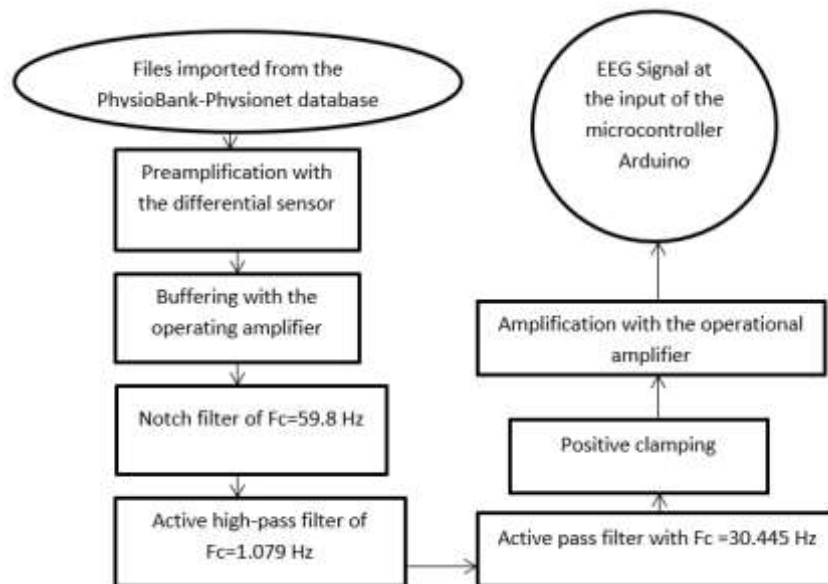 Files imported from the
PhysioBank-Physionet database
Preamplification with
the differential sensor
Buffering with the
operating amplifier
Notch filter of Fc=59.8 Hz
Active high-pass filter of
Fc=1.079 Hz
Active pass filter with Fc =30.445 Hz
Positive clamping
Amplification with the operational
amplifier
EEG Signal at
the input of the
microcontroller
Arduino